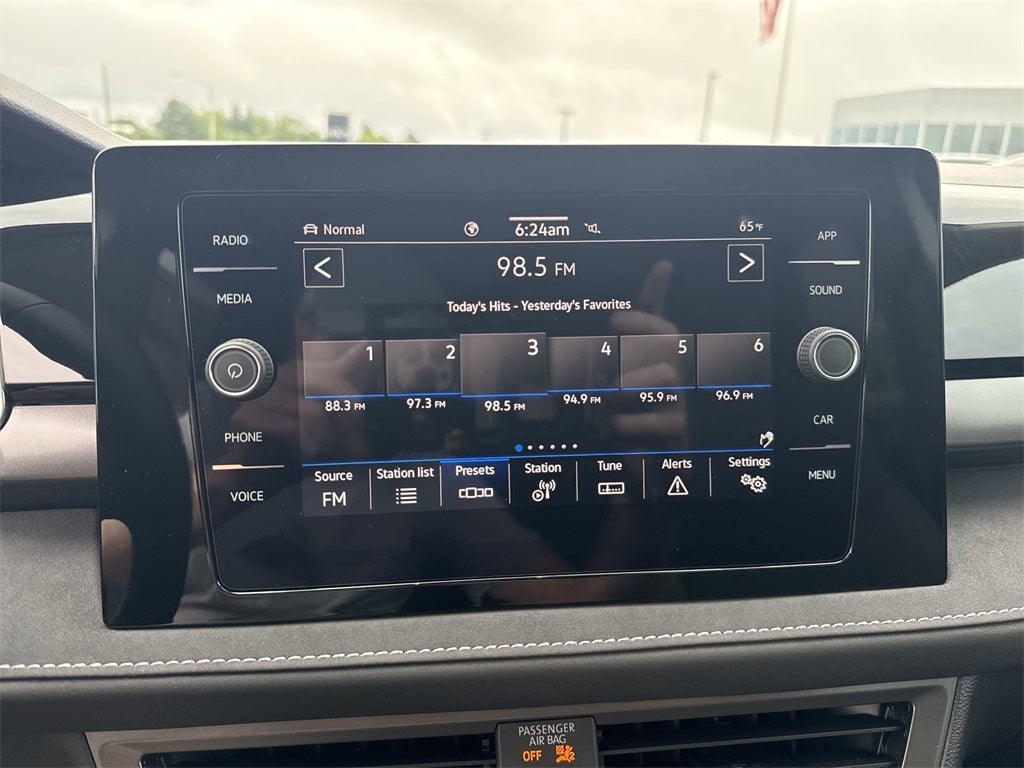 Normal 6:24am 65°F
RADIO
MEDIA
PHONE
VOICE
98.5 FM
Today's Hits - Yesterday's Favorites
1 2 3 4 5 6
88.3 FM 97.3 FM 98.5 FM 94.9 FM 95.9 FM 96.9 FM
Source Station list Presets Station Tune Alerts Settings
FM
APP
SOUND
CAR
MENU
PASSENGER
AIR BAG
OFF